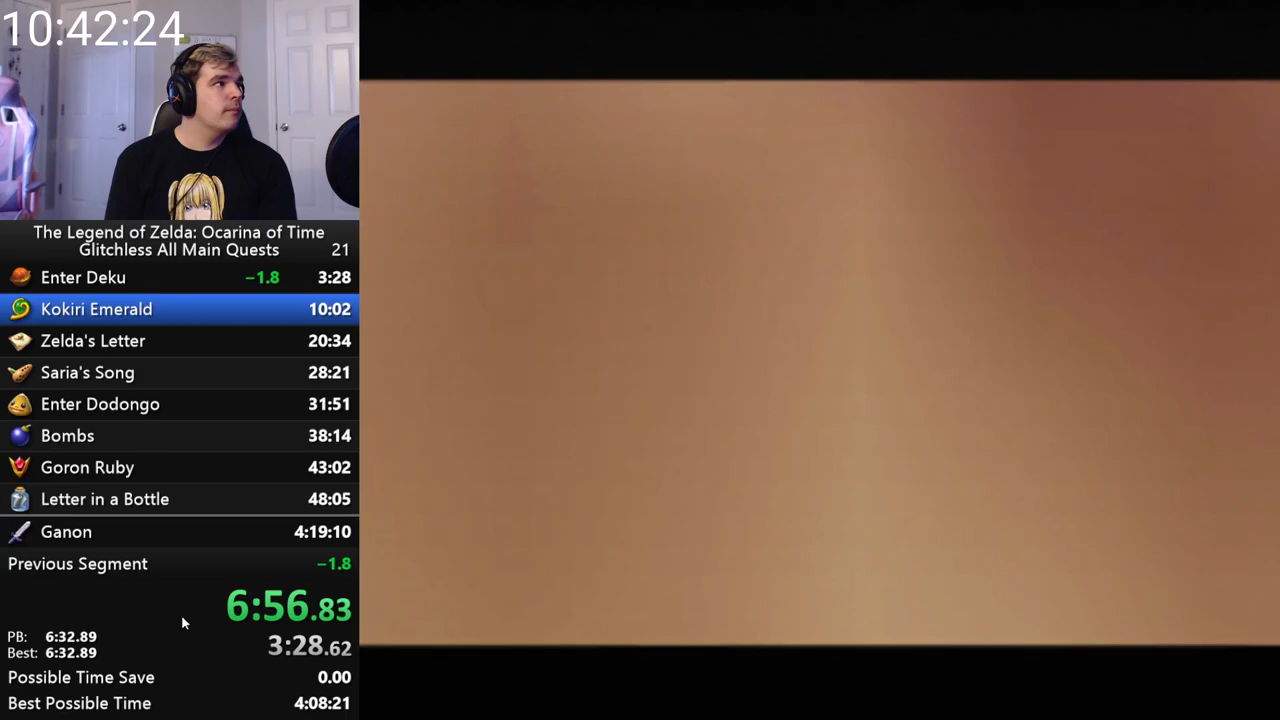 10:42:24
The Legend of Zelda: Ocarina of Time
Glitchless All Main Quests 21
Enter Deku −1.8 3:28
Kokiri Emerald 10:02
Zelda's Letter 20:34
Saria's Song 28:21
Enter Dodongo 31:51
Bombs 38:14
Goron Ruby 43:02
Letter in a Bottle 48:05
Ganon 4:19:10
Previous Segment −1.8
6:56.83
PB: 6:32.89
Best: 6:32.89
3:28.62
Possible Time Save 0.00
Best Possible Time 4:08:21